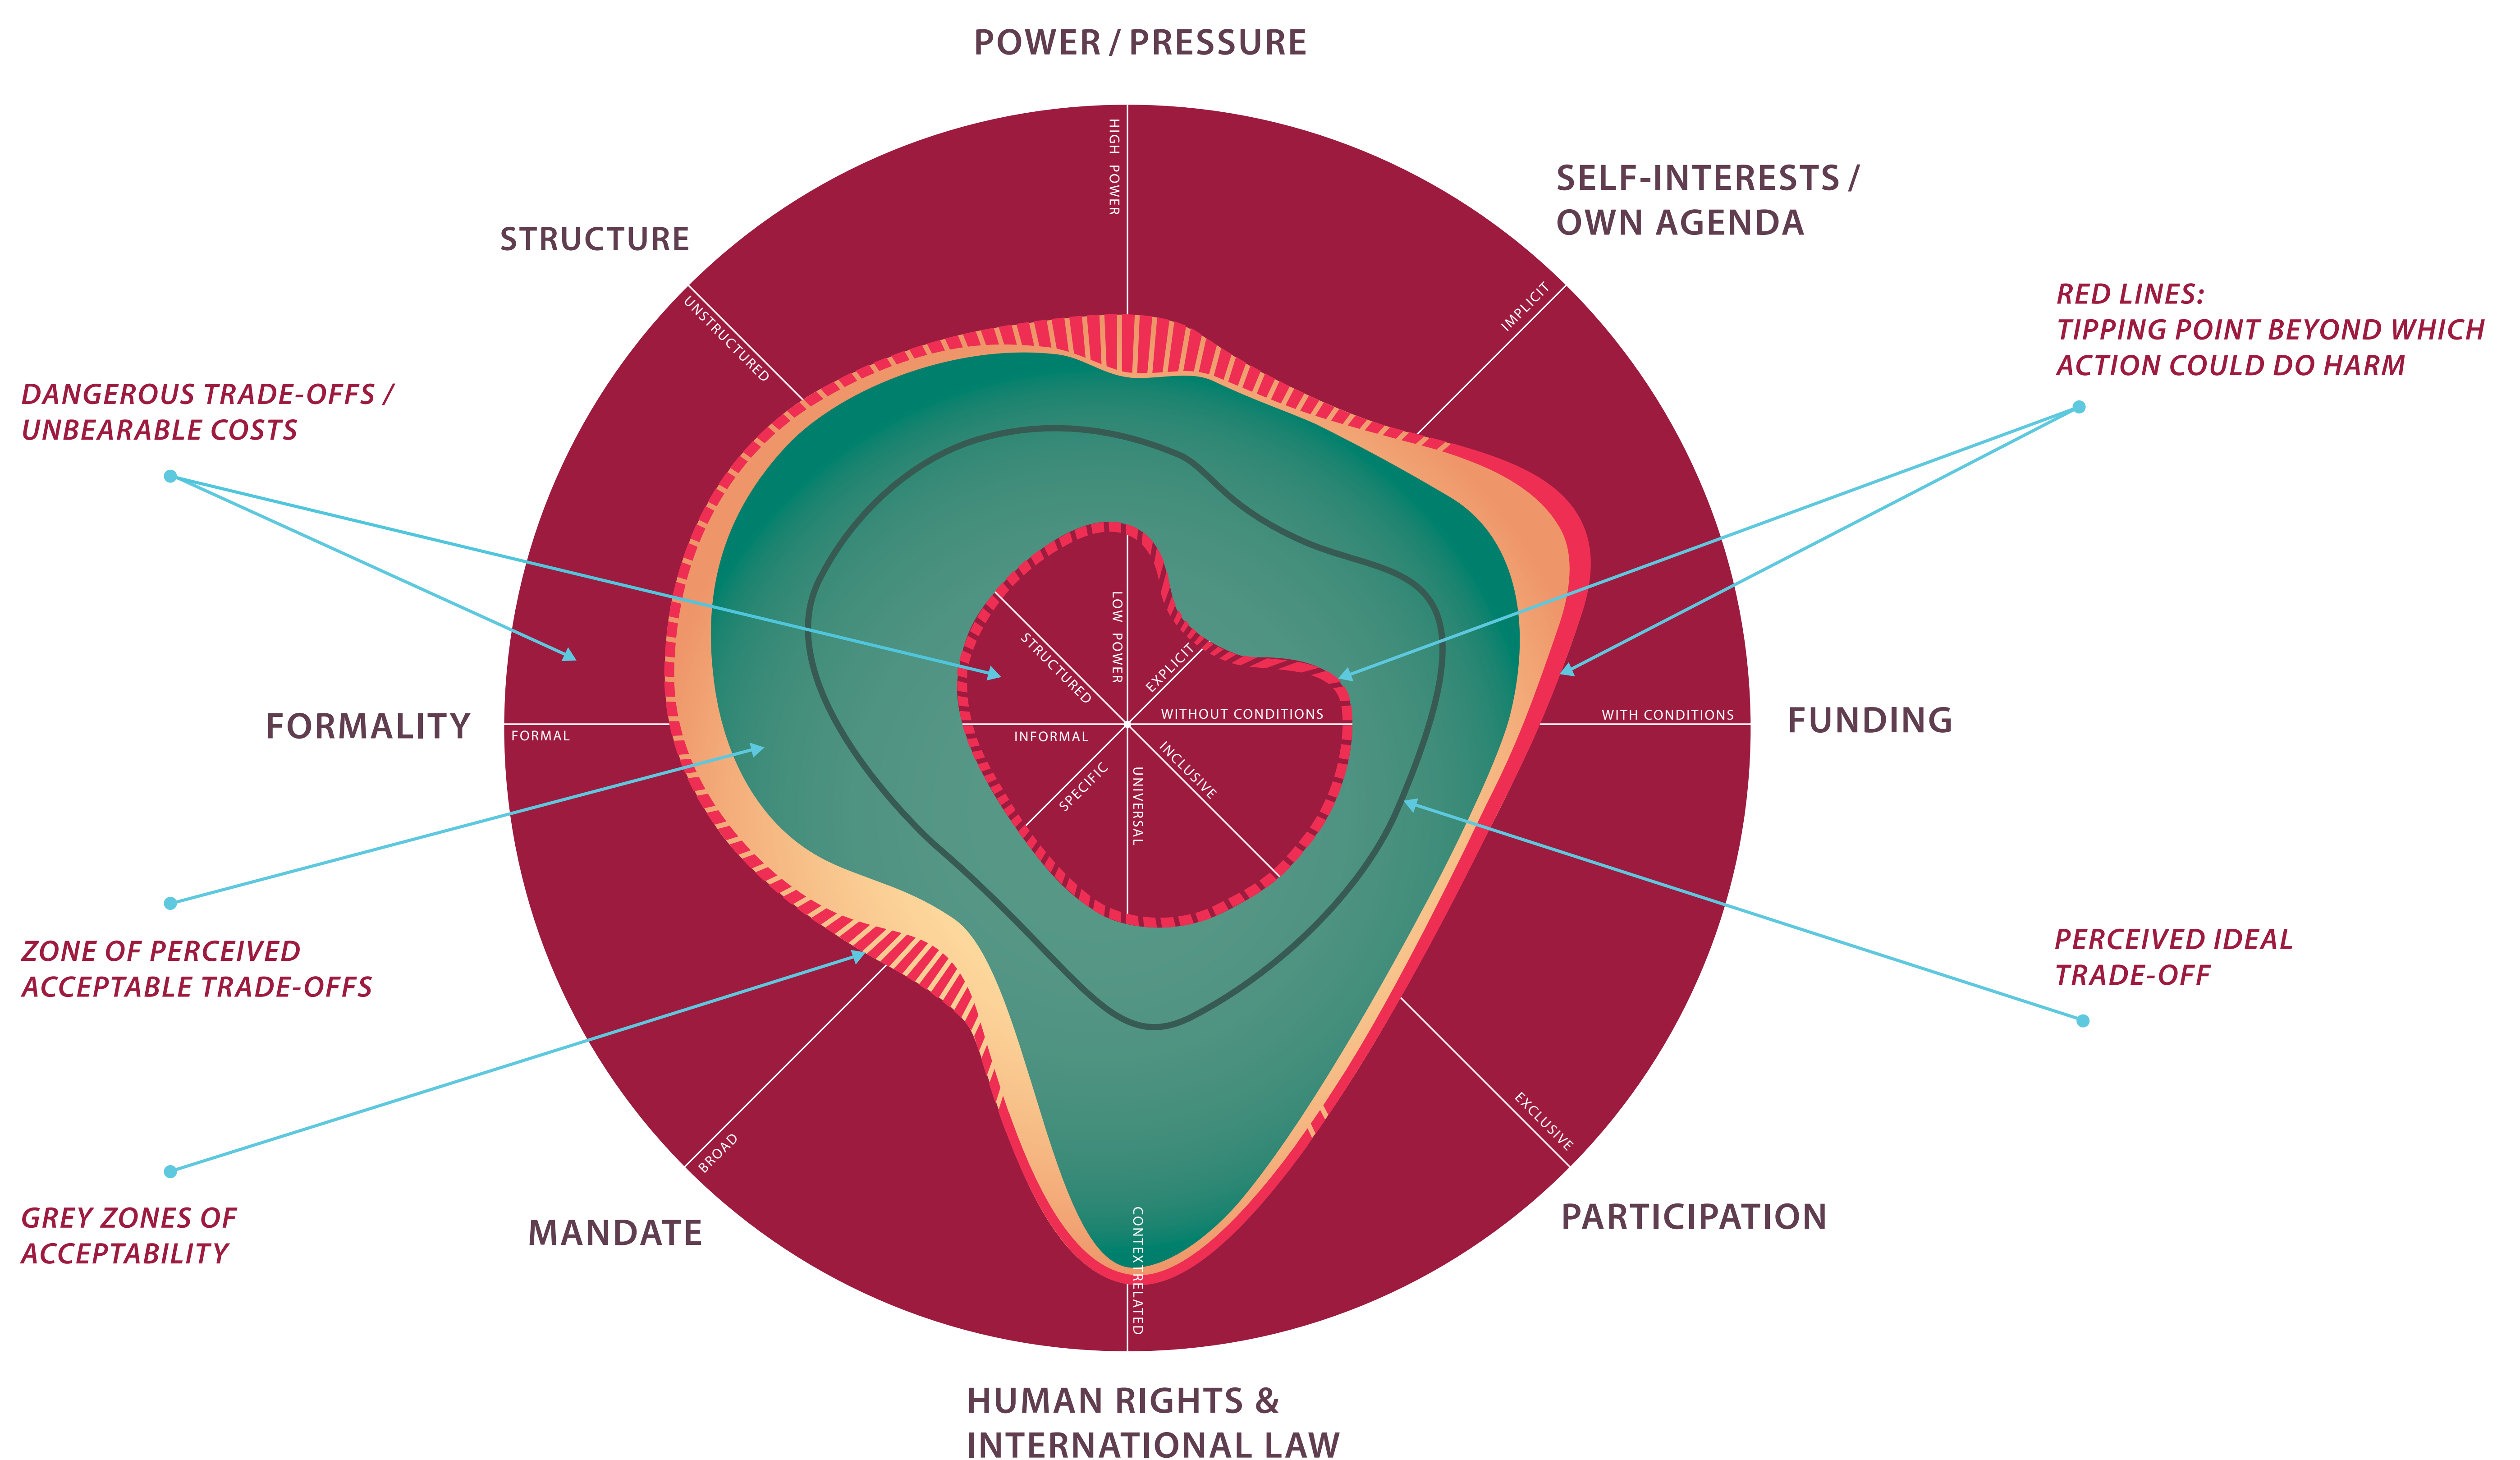 POWER / PRESSURE
HIGH POWER
SELF-INTERESTS /
OWN AGENDA
IMPLICIT
STRUCTURE
UNSTRUCTURED
RED LINES:
TIPPING POINT BEYOND WHICH
ACTION COULD DO HARM
DANGEROUS TRADE-OFFS /
UNBEARABLE COSTS
LOW POWER
STRUCTURED
EXPLICIT
WITHOUT CONDITIONS
WITH CONDITIONS
FUNDING
FORMALITY
FORMAL
INFORMAL
SPECIFIC
UNIVERSAL
INCLUSIVE
ZONE OF PERCEIVED
ACCEPTABLE TRADE-OFFS
PERCEIVED IDEAL
TRADE-OFF
GREY ZONES OF
ACCEPTABILITY
BROAD
MANDATE
CONTEXTRELATED
EXCLUSIVE
PARTICIPATION
HUMAN RIGHTS &
INTERNATIONAL LAW